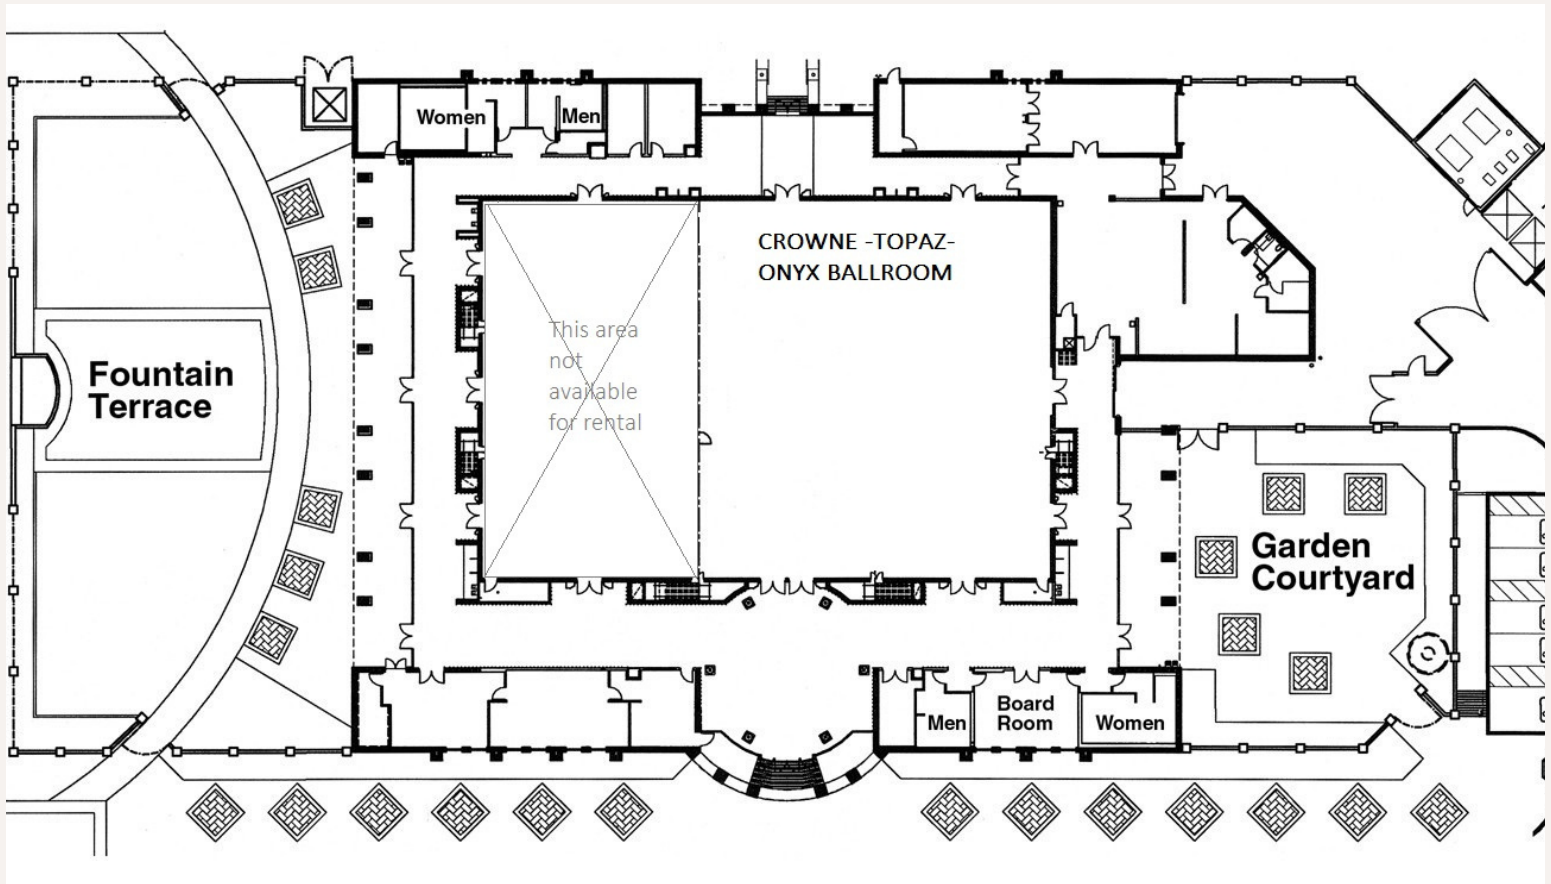 Women
Men
CROWNE -TOPAZ-
ONYX BALLROOM
This area
not
available
for rental
Fountain
Terrace
Garden
Courtyard
Men
Board
Room
Women